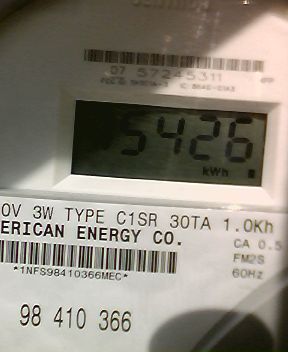 07 57245311
5426
kWh
0V 3W TYPE C1SR 30TA 1.0Kh
ERICAN ENERGY CO.
CA 0.5
FM2S
*1NFS98410366MEC*
60Hz
98 410 366